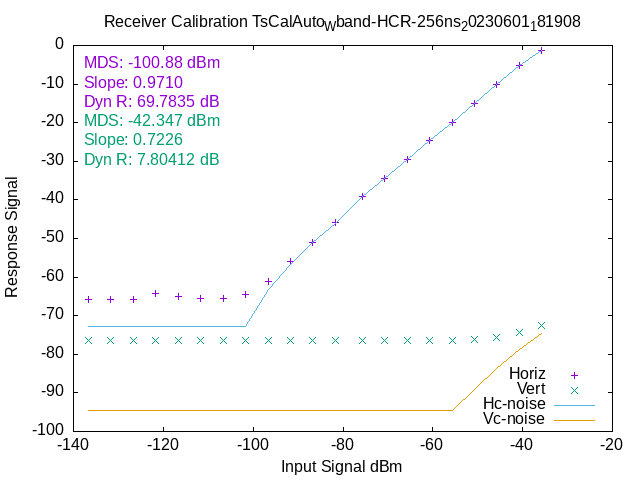 Receiver Calibration TsCalAutoWband-HCR-256ns20230601181908
0
-10
-20
-30
-40
-50
-60
-70
-80
-90
-100
Response Signal
MDS: -100.88 dBm
Slope: 0.9710
Dyn R: 69.7835 dB
MDS: -42.347 dBm
Slope: 0.7226
Dyn R: 7.80412 dB
Horiz
Vert
Hc-noise
Vc-noise
-140 -120 -100 -80 -60 -40 -20
Input Signal dBm